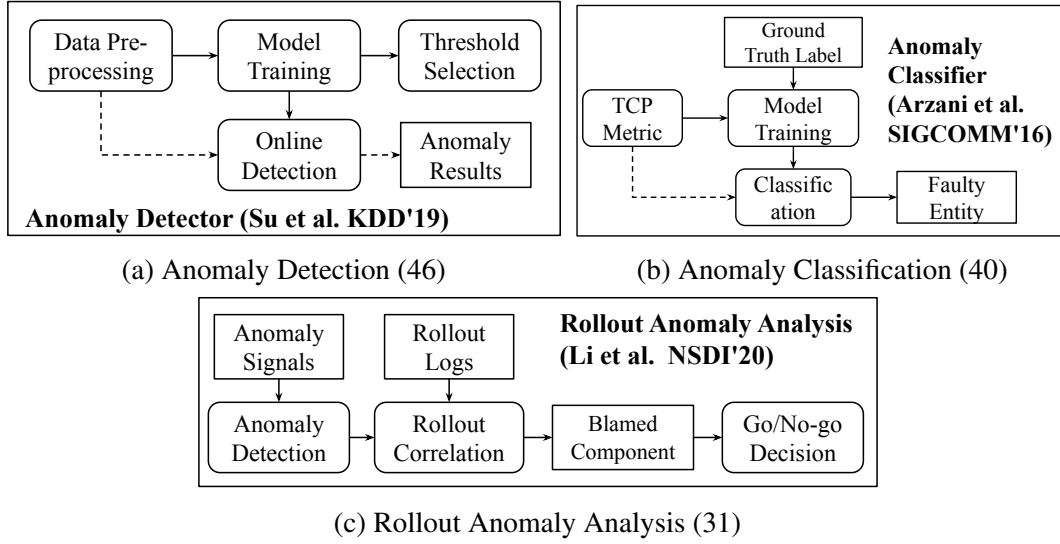 Data Pre-
processing
Model
Training
Threshold
Selection
Online
Detection
Anomaly
Results
Anomaly Detector (Su et al. KDD'19)
(a) Anomaly Detection (46)
Ground
Truth Label
Anomaly
Classifier
(Arzani et al.
SIGCOMM'16)
TCP
Metric
Model
Training
Classific
ation
Faulty
Entity
(b) Anomaly Classification (40)
Anomaly
Signals
Rollout
Logs
Rollout Anomaly Analysis
(Li et al. NSDI'20)
Anomaly
Detection
Rollout
Correlation
Blamed
Component
Go/No-go
Decision
(c) Rollout Anomaly Analysis (31)